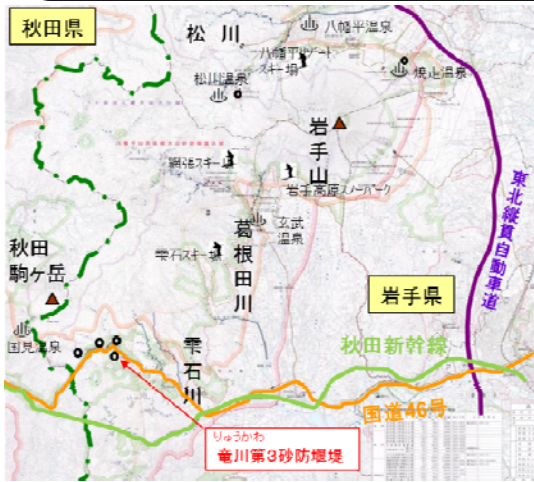 秋田県
松川
八幡平温泉
八幡平リゾート
スキー場
松川温泉
焼走温泉
岩手山
網張スキー場
岩手高原スノーパーク
葛根田川
玄武
温泉
雫石スキー場
東北縦貫自動車道
秋田
駒ヶ岳
岩手県
国見温泉
雫石川
秋田新幹線
国道46号
りゅうかわ
竜川第3砂防堰堤